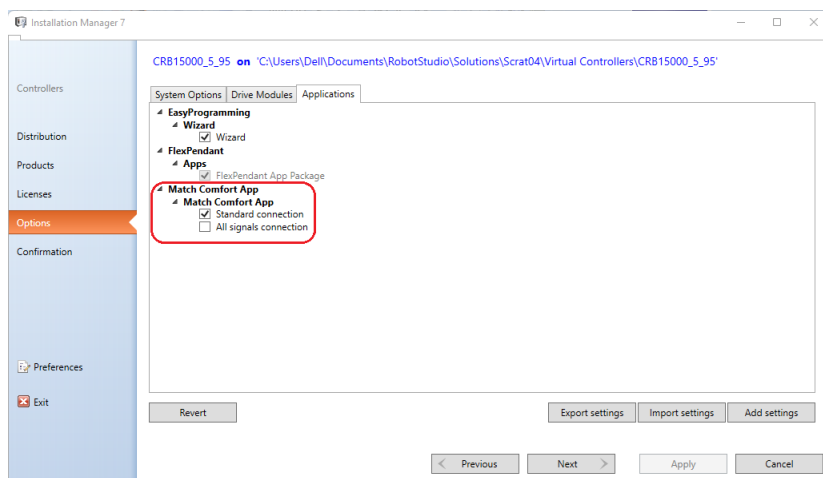 Installation Manager 7
CRB15000_5_95 on 'C:\Users\Dell\Documents\RobotStudio\Solutions\Scrat04\Virtual Controllers\CRB15000_5_95'
Controllers
Distribution
Products
Licenses
Options
Confirmation
Preferences
Exit
System Options Drive Modules Applications
EasyProgramming
Wizard
Wizard
FlexPendant
Apps
FlexPendant App Package
Match Comfort App
Match Comfort App
Standard connection
All signals connection
Revert Export settings Import settings Add settings
< Previous Next > Apply Cancel